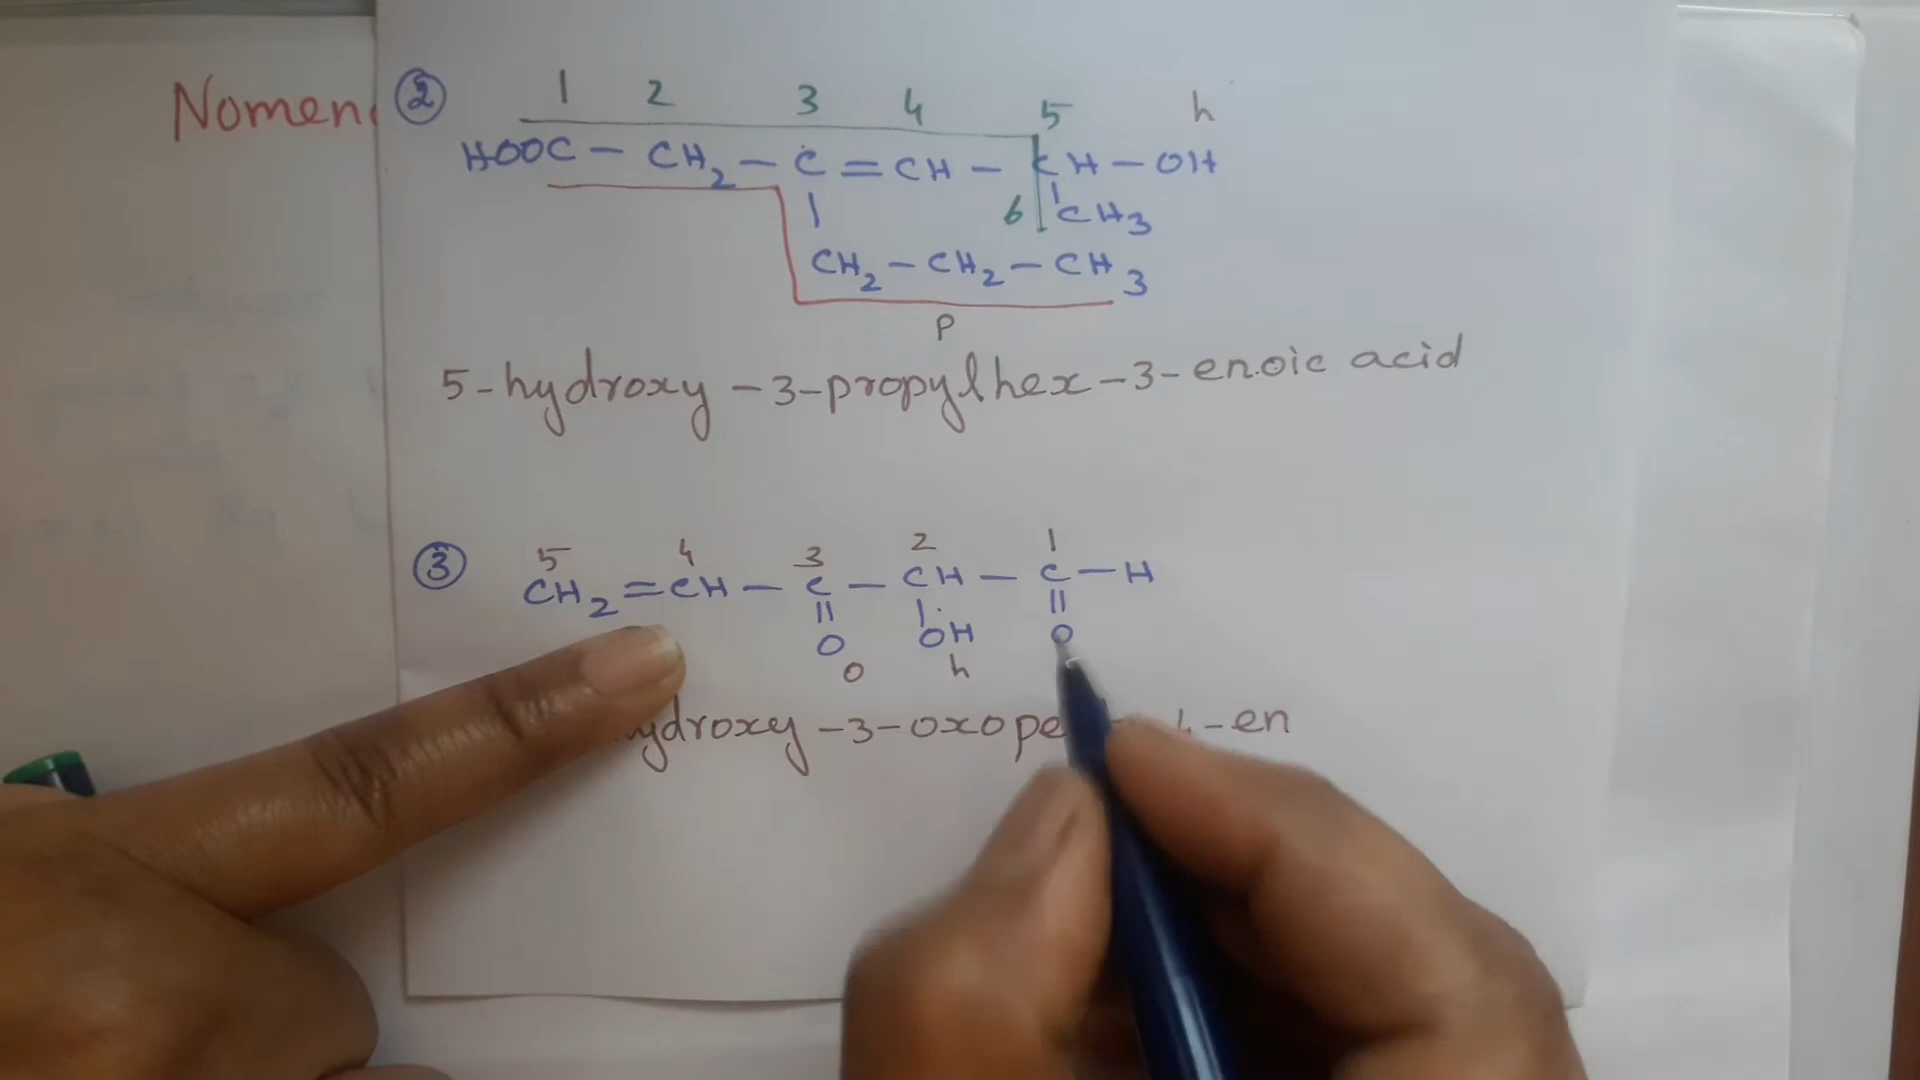 Nomen
② 1 2 3 4 5 h
HOOC – CH2 – C = CH – CH – OH
6 CH3
CH2 – CH2 – CH3
P
5-hydroxy-3-propylhex-3-enoic acid
③ 5 4 3 2 1
CH2 = CH – C – CH – C – H
O OH O
o h
ydroxy-3-oxope 4-en